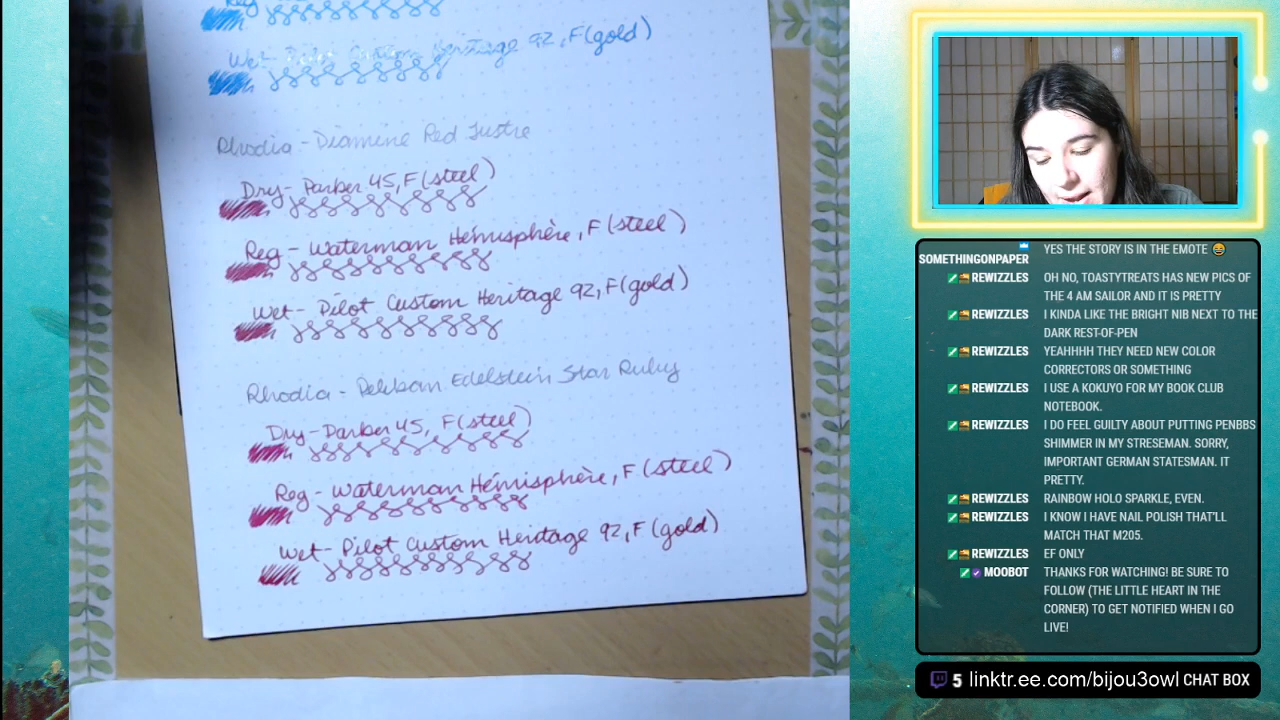 Reg
Wet- Pilot Custom Heritage 92, F(gold)
Rhodia - Diamine Red Lustre
Dry- Parker 45, F(steel)
Reg - Waterman Hémisphère, F(steel)
Wet- Pilot Custom Heritage 92, F(gold)
Rhodia - Pelikan Edelstein Star Ruby
Dry- Parker 45, F(steel)
Reg - Waterman Hémisphère, F(steel)
Wet- Pilot Custom Heritage 92, F(gold)
SOMETHINGONPAPER YES THE STORY IS IN THE EMOTE 😄
REWIZZLES OH NO, TOASTYTREATS HAS NEW PICS OF
THE 4 AM SAILOR AND IT IS PRETTY
REWIZZLES I KINDA LIKE THE BRIGHT NIB NEXT TO THE
DARK REST-OF-PEN
REWIZZLES YEAHHHH THEY NEED NEW COLOR
CORRECTORS OR SOMETHING
REWIZZLES I USE A KOKUYO FOR MY BOOK CLUB
NOTEBOOK.
REWIZZLES I DO FEEL GUILTY ABOUT PUTTING PENBBS
SHIMMER IN MY STRESEMAN. SORRY,
IMPORTANT GERMAN STATESMAN. IT
PRETTY.
REWIZZLES RAINBOW HOLO SPARKLE, EVEN.
REWIZZLES I KNOW I HAVE NAIL POLISH THAT'LL
MATCH THAT M205.
REWIZZLES EF ONLY
MOOBOT THANKS FOR WATCHING! BE SURE TO
FOLLOW (THE LITTLE HEART IN THE
CORNER) TO GET NOTIFIED WHEN I GO
LIVE!
5 linktr.ee/bijou3owl CHAT BOX